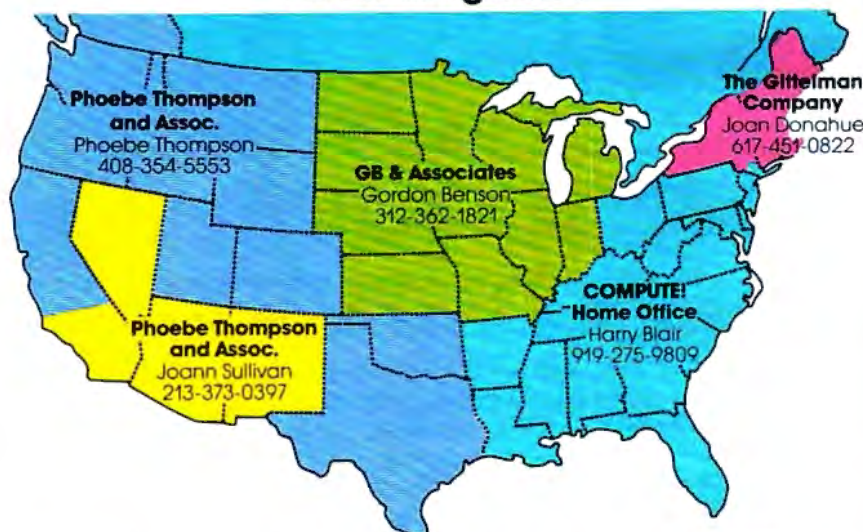 Phoebe Thompson
and Assoc.
Phoebe Thompson
408-354-5553
GB & Associates
Gordon Benson
312-362-1821
The Gittelman
Company
Joan Donahue
617-451-0822
Phoebe Thompson
and Assoc.
Joann Sullivan
213-373-0397
COMPUTE!
Home Office
Harry Blair
919-275-9809